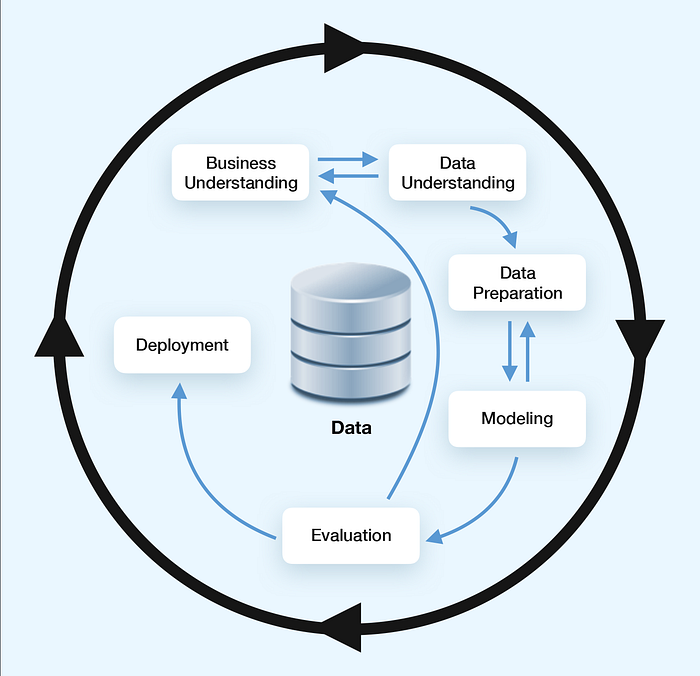 Business
Understanding
Data
Understanding
Data
Preparation
Deployment
Modeling
Data
Evaluation